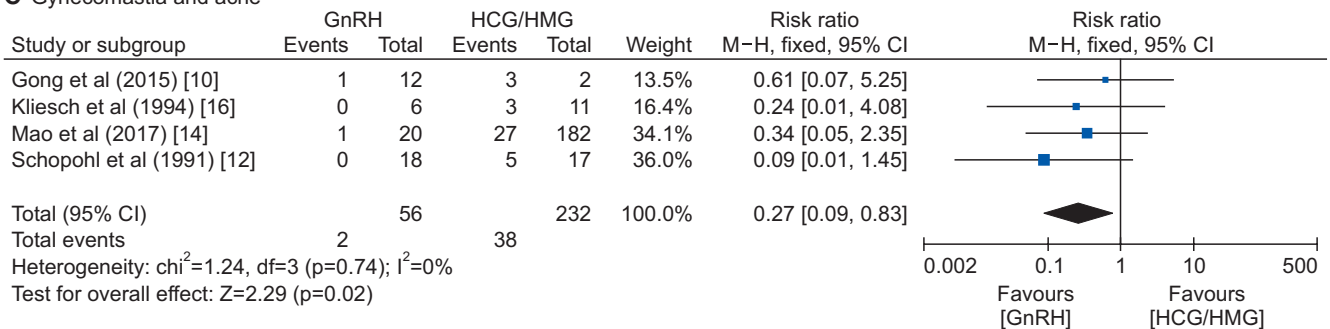 Gynecomastia and acne
GnRH HCG/HMG Risk ratio Risk ratio
Study or subgroup Events Total Events Total Weight M−H, fixed, 95% CI M−H, fixed, 95% CI
Gong et al (2015) [10] 1 12 3 2 13.5% 0.61 [0.07, 5.25]
Kliesch et al (1994) [16] 0 6 3 11 16.4% 0.24 [0.01, 4.08]
Mao et al (2017) [14] 1 20 27 182 34.1% 0.34 [0.05, 2.35]
Schopohl et al (1991) [12] 0 18 5 17 36.0% 0.09 [0.01, 1.45]
Total (95% CI) 56 232 100.0% 0.27 [0.09, 0.83]
Total events 2 38
Heterogeneity: chi²=1.24, df=3 (p=0.74); I²=0%
Test for overall effect: Z=2.29 (p=0.02)
0.002 0.1 1 10 500
Favours Favours
[GnRH] [HCG/HMG]